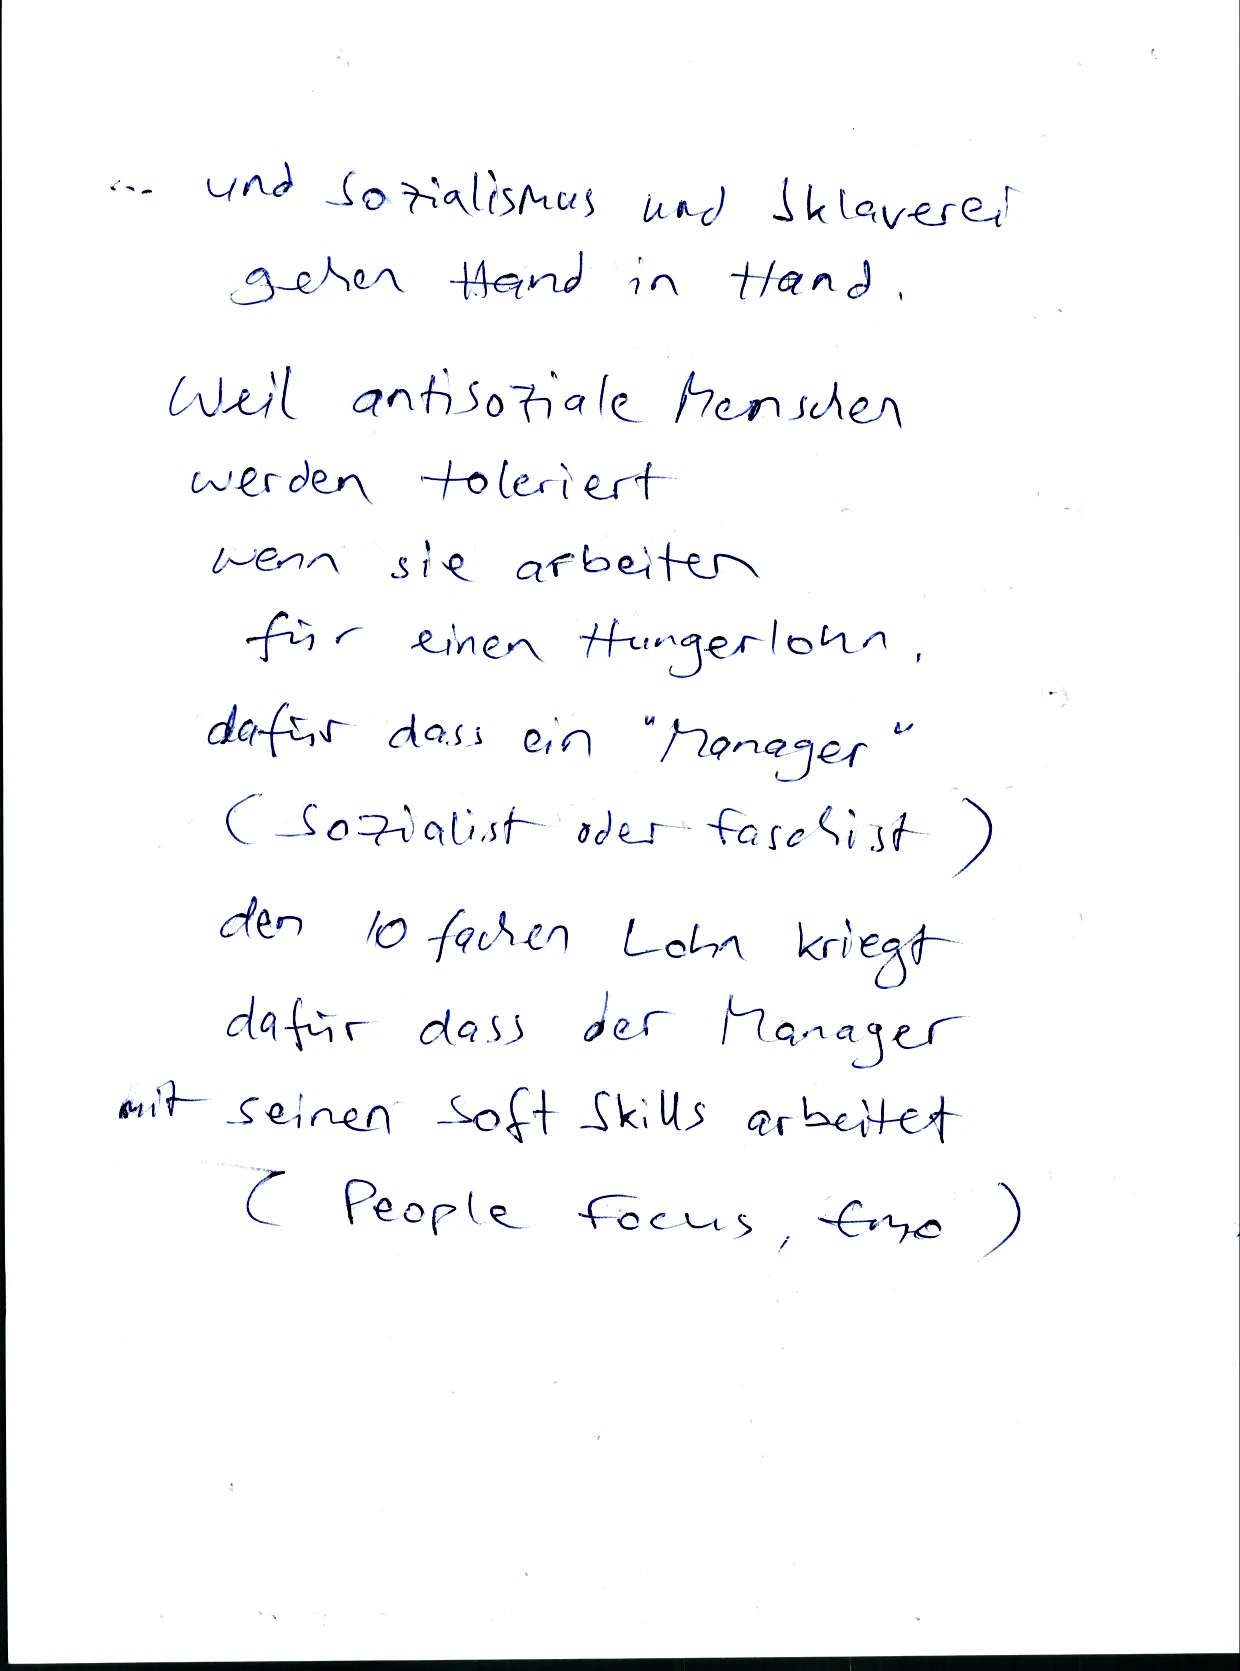 ... und Sozialismus und Sklaverei
gehen Hand in Hand.
Weil antisoziale Menschen
werden toleriert
wenn sie arbeiten
für einen Hungerlohn,
dafür dass ein "Manager"
(Sozialist oder Faschist)
den 10 fachen Lohn kriegt
dafür dass der Manager
mit seinen Soft Skills arbeitet
(People Focus,)